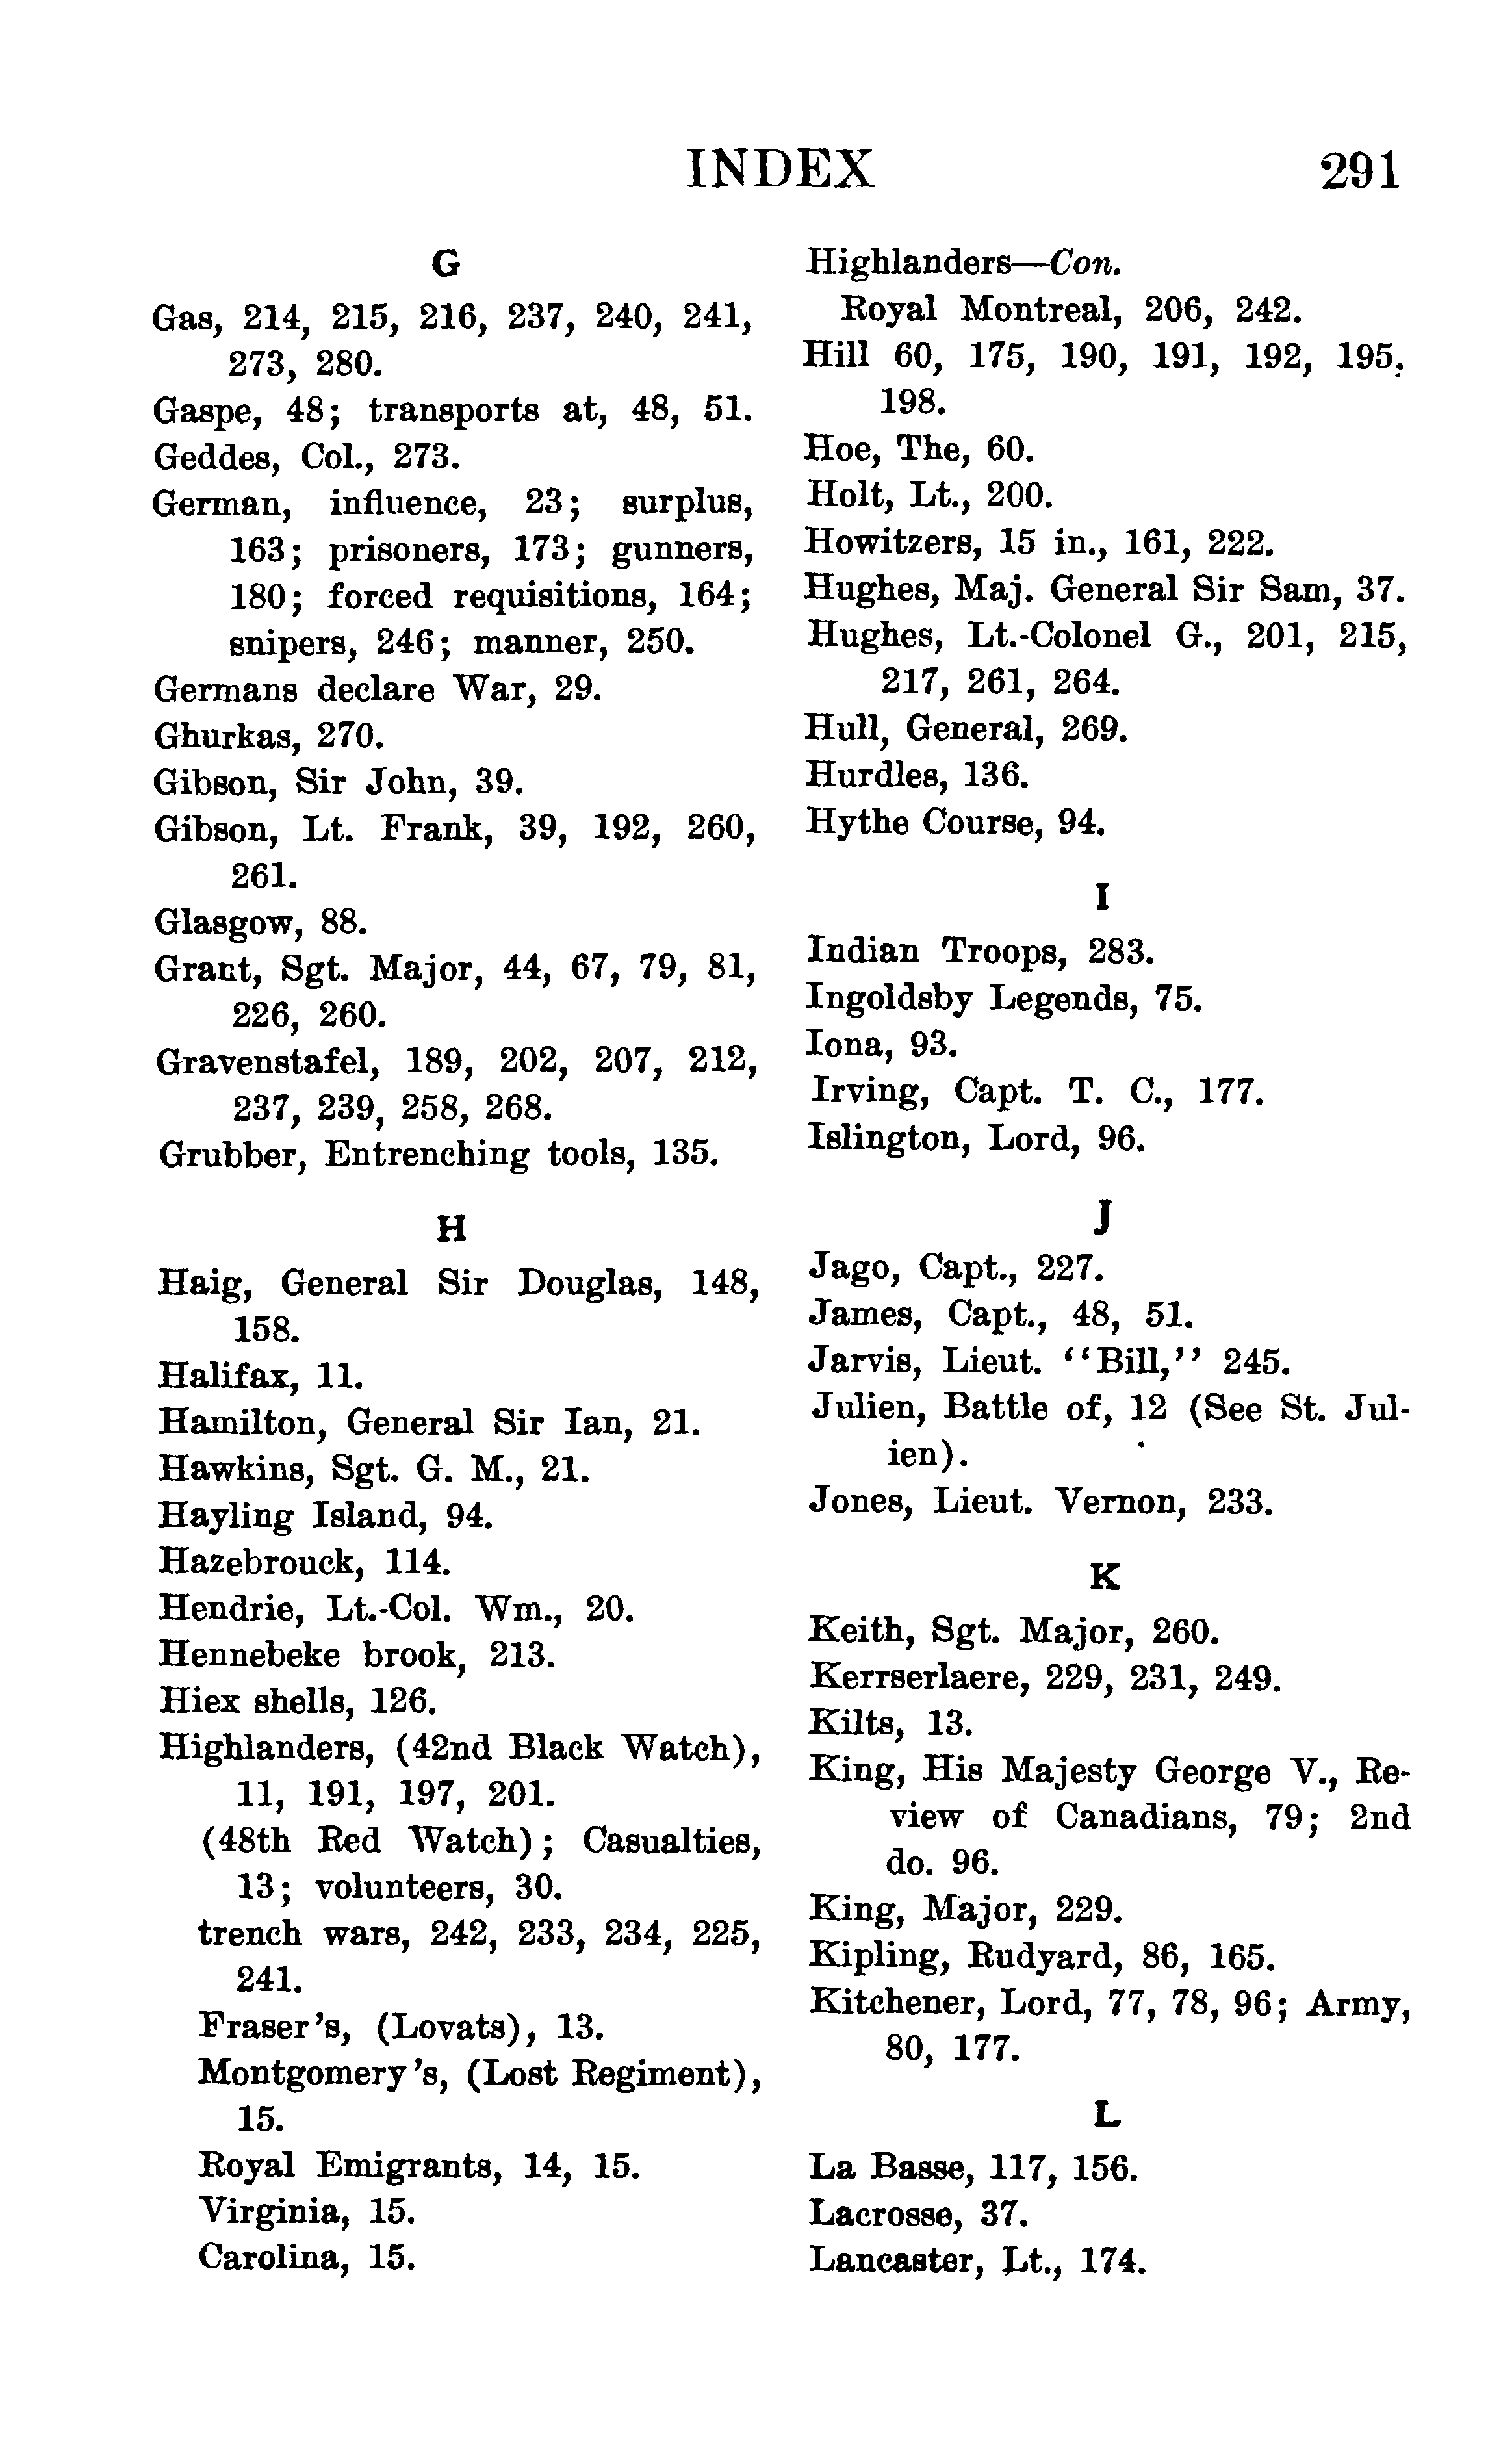 INDEX 291
G
Gas, 214, 215, 216, 237, 240, 241,
273, 280.
Gaspe, 48; transports at, 48, 51.
Geddes, Col., 273.
German, influence, 23; surplus,
163; prisoners, 173; gunners,
180; forced requisitions, 164;
snipers, 246; manner, 250.
Germans declare War, 29.
Ghurkas, 270.
Gibson, Sir John, 39.
Gibson, Lt. Frank, 39, 192, 260,
261.
Glasgow, 88.
Grant, Sgt. Major, 44, 67, 79, 81,
226, 260.
Gravenstafel, 189, 202, 207, 212,
237, 239, 258, 268.
Grubber, Entrenching tools, 135.
H
Haig, General Sir Douglas, 148,
158.
Halifax, 11.
Hamilton, General Sir Ian, 21.
Hawkins, Sgt. G. M., 21.
Hayling Island, 94.
Hazebrouck, 114.
Hendrie, Lt.-Col. Wm., 20.
Hennebeke brook, 213.
Hiex shells, 126.
Highlanders, (42nd Black Watch),
11, 191, 197, 201.
(48th Red Watch); Casualties,
13; volunteers, 30.
trench wars, 242, 233, 234, 225,
241.
Fraser's, (Lovats), 13.
Montgomery's, (Lost Regiment),
15.
Royal Emigrants, 14, 15.
Virginia, 15.
Carolina, 15.
Highlanders—Con.
Royal Montreal, 206, 242.
Hill 60, 175, 190, 191, 192, 195,
198.
Hoe, The, 60.
Holt, Lt., 200.
Howitzers, 15 in., 161, 222.
Hughes, Maj. General Sir Sam, 37.
Hughes, Lt.-Colonel G., 201, 215,
217, 261, 264.
Hull, General, 269.
Hurdles, 136.
Hythe Course, 94.
I
Indian Troops, 283.
Ingoldsby Legends, 75.
Iona, 93.
Irving, Capt. T. C., 177.
Islington, Lord, 96.
J
Jago, Capt., 227.
James, Capt., 48, 51.
Jarvis, Lieut. "Bill," 245.
Julien, Battle of, 12 (See St. Jul-
ien).
Jones, Lieut. Vernon, 233.
K
Keith, Sgt. Major, 260.
Kerrserlaere, 229, 231, 249.
Kilts, 13.
King, His Majesty George V., Re-
view of Canadians, 79; 2nd
do. 96.
King, Major, 229.
Kipling, Rudyard, 86, 165.
Kitchener, Lord, 77, 78, 96; Army,
80, 177.
L
La Basse, 117, 156.
Lacrosse, 37.
Lancaster, Lt., 174.